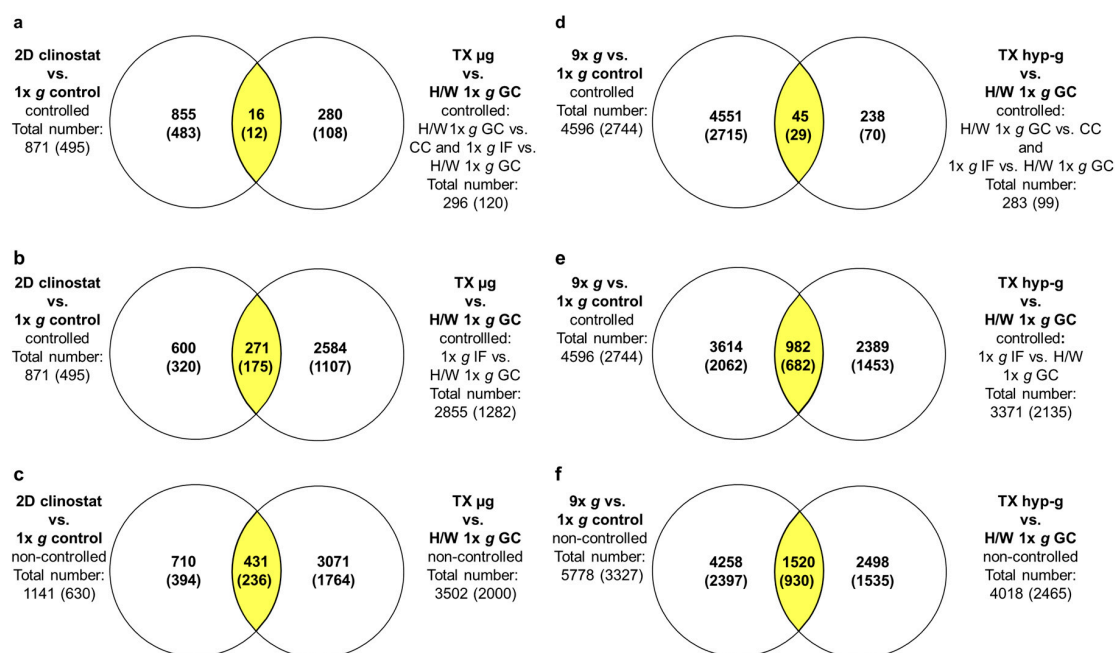 a
2D clinostat
vs.
1x g control
controlled
Total number:
871 (495)
855
(483)
16
(12)
280
(108)
TX µg
vs.
H/W 1x g GC
controlled:
H/W 1x g GC vs.
CC and 1x g IF vs.
H/W 1x g GC
Total number:
296 (120)
b
2D clinostat
vs.
1x g control
controlled
Total number:
871 (495)
600
(320)
271
(175)
2584
(1107)
TX µg
vs.
H/W 1x g GC
controllled:
1x g IF vs.
H/W 1x g GC
Total number:
2855 (1282)
c
2D clinostat
vs.
1x g control
non-controlled
Total number:
1141 (630)
710
(394)
431
(236)
3071
(1764)
TX µg
vs.
H/W 1x g GC
non-controlled
Total number:
3502 (2000)
d
9x g vs.
1x g control
controlled
Total number:
4596 (2744)
4551
(2715)
45
(29)
238
(70)
TX hyp-g
vs.
H/W 1x g GC
controlled:
H/W 1x g GC vs. CC
and
1x g IF vs. H/W 1x g GC
Total number:
283 (99)
e
9x g vs.
1x g control
controlled
Total number:
4596 (2744)
3614
(2062)
982
(682)
2389
(1453)
TX hyp-g
vs.
H/W 1x g GC
controlled:
1x g IF vs. H/W
1x g GC
Total number:
3371 (2135)
f
9x g vs.
1x g control
non-controlled
Total number:
5778 (3327)
4258
(2397)
1520
(930)
2498
(1535)
TX hyp-g
vs.
H/W 1x g GC
non-controlled
Total number:
4018 (2465)